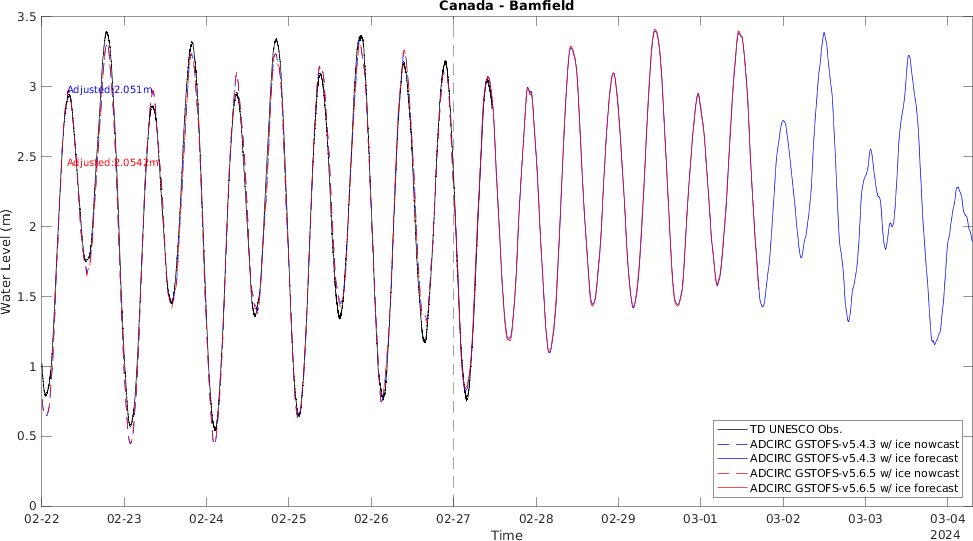 Canada - Bamfield
3.5
3
2.5
2
1.5
1
0.5
0
Water Level (m)
Adjusted:2.051m
Adjusted:2.0542m
TD UNESCO Obs.
ADCIRC GSTOFS-v5.4.3 w/ ice nowcast
ADCIRC GSTOFS-v5.4.3 w/ ice forecast
ADCIRC GSTOFS-v5.6.5 w/ ice nowcast
ADCIRC GSTOFS-v5.6.5 w/ ice forecast
02-22 02-23 02-24 02-25 02-26 02-27 02-28 02-29 03-01 03-02 03-03 03-04
2024
Time